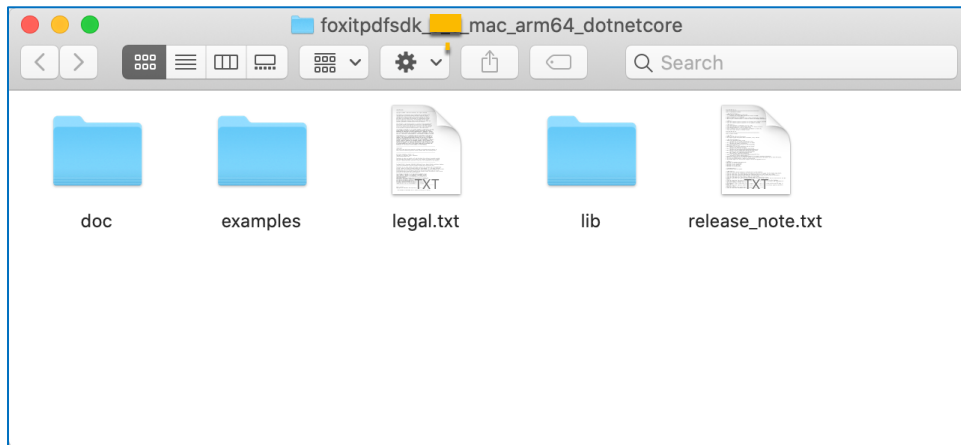 foxitpdfsdk_ _mac_arm64_dotnetcore
Search
TXT
TXT
doc
examples
legal.txt
lib
release_note.txt